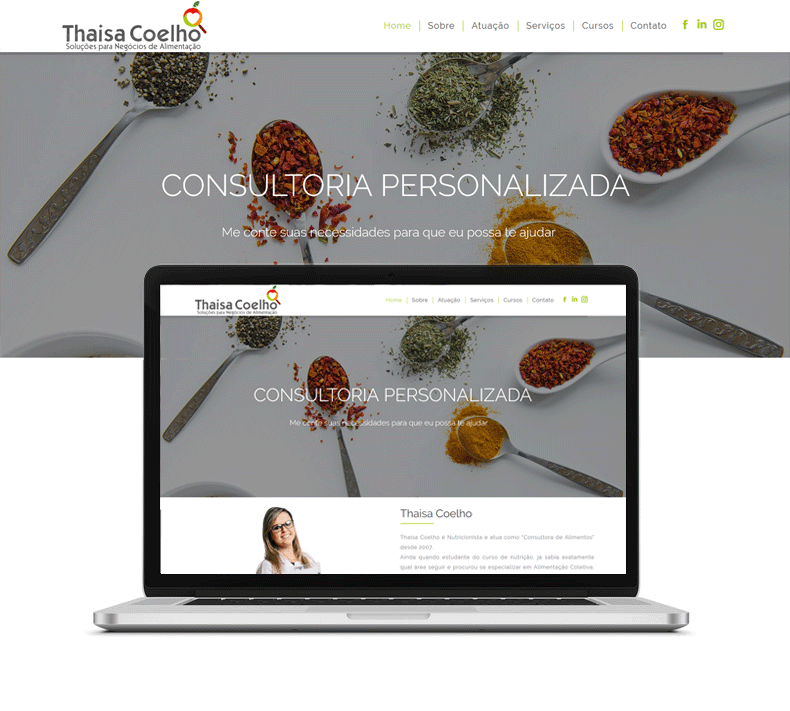 Thaisa Coelho
Soluções para Negócios de Alimentação
Home Sobre Atuação Serviços Cursos Contato
CONSULTORIA PERSONALIZADA
Me conte suas necessidades para que eu possa te ajudar
Thaisa Coelho
Soluções para Negócios de Alimentação
Home Sobre Atuação Serviços Cursos Contato
CONSULTORIA PERSONALIZADA
Me conte suas necessidades para que eu possa te ajudar
Thaisa Coelho
Thaisa Coelho é Nutricionista e atua como "Consultora de Alimentos"
desde 2007.
Ainda quando estudante do curso de nutrição, já sabia exatamente
qual área seguir e procurou se especializar em Alimentação Coletiva,